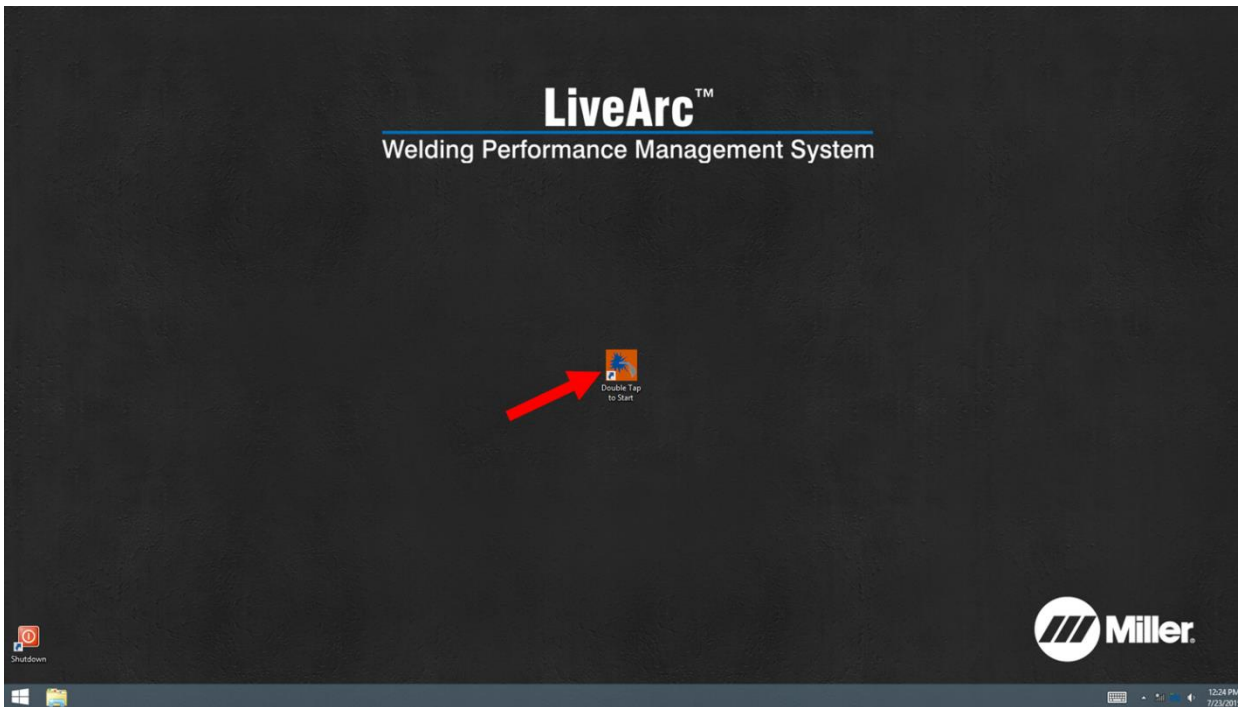 LiveArc™
Welding Performance Management System
Double Tap
to Start
Miller®
Shutdown
12:24 PM